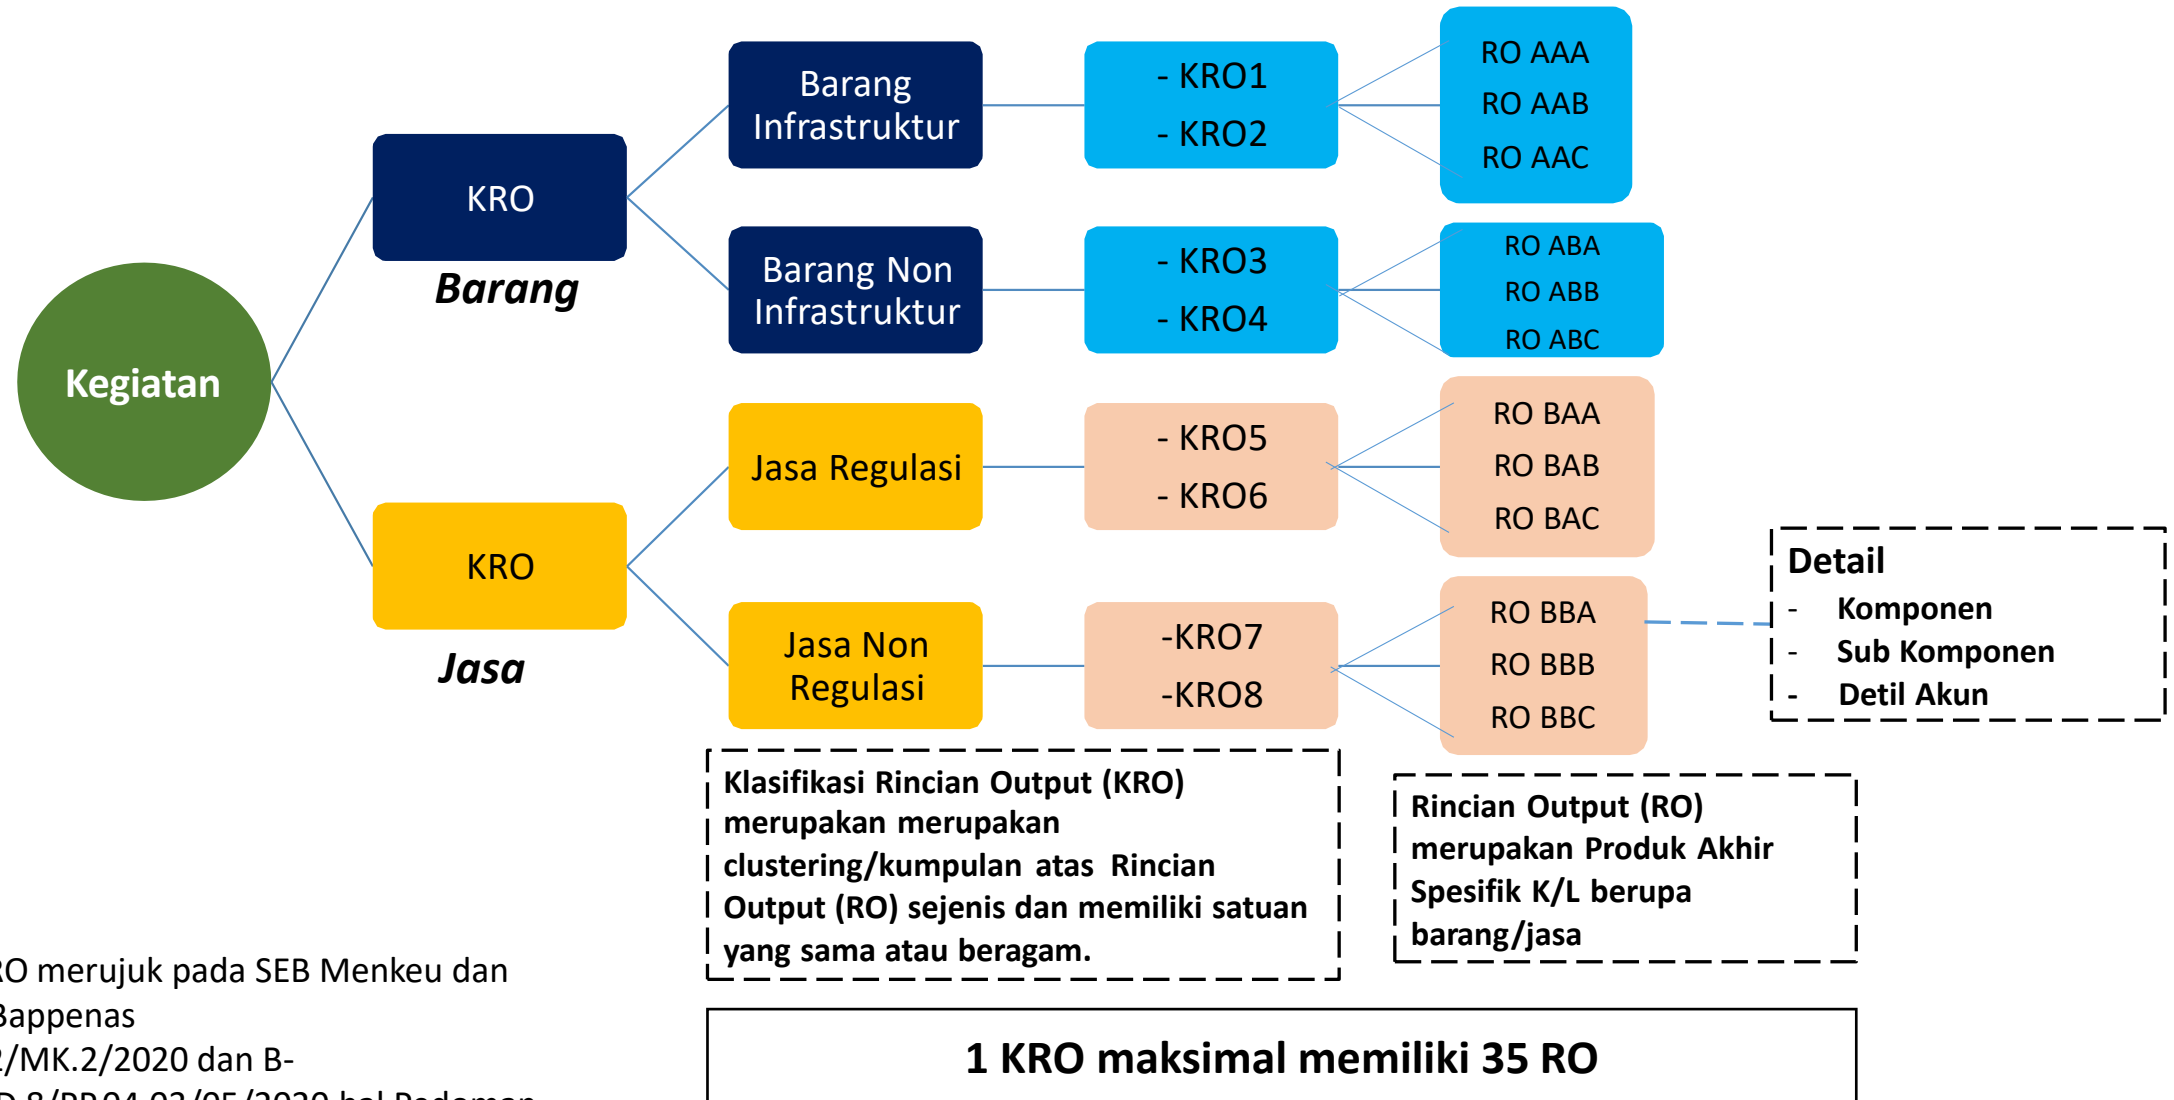 Kegiatan
KRO
Barang
KRO
Jasa
Barang
Infrastruktur
Barang Non
Infrastruktur
Jasa Regulasi
Jasa Non
Regulasi
- KRO1
- KRO2
- KRO3
- KRO4
- KRO5
- KRO6
-KRO7
-KRO8
RO AAA
RO AAB
RO AAC
RO ABA
RO ABB
RO ABC
RO BAA
RO BAB
RO BAC
RO BBA
RO BBB
RO BBC
Detail
- Komponen
- Sub Komponen
- Detil Akun
Klasifikasi Rincian Output (KRO)
merupakan merupakan
clustering/kumpulan atas Rincian
Output (RO) sejenis dan memiliki satuan
yang sama atau beragam.
Rincian Output (RO)
merupakan Produk Akhir
Spesifik K/L berupa
barang/jasa
RO merujuk pada SEB Menkeu dan
Bappenas
2/MK.2/2020 dan B-
1 KRO maksimal memiliki 35 RO